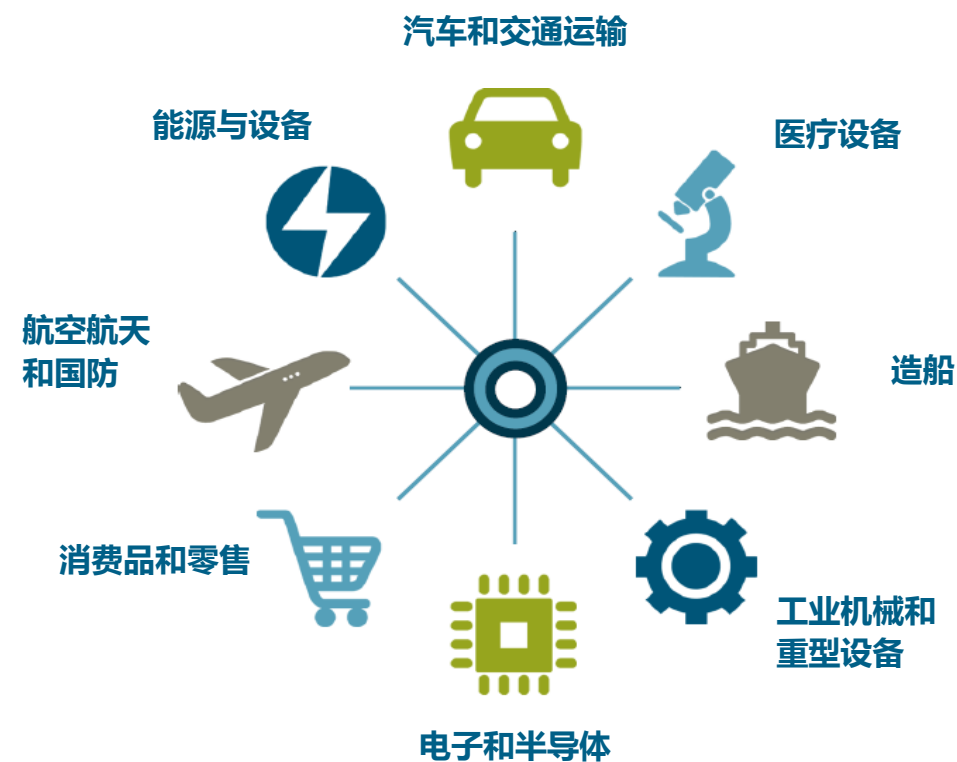 汽车和交通运输
能源与设备
医疗设备
航空航天
和国防
造船
消费品和零售
工业机械和
重型设备
电子和半导体